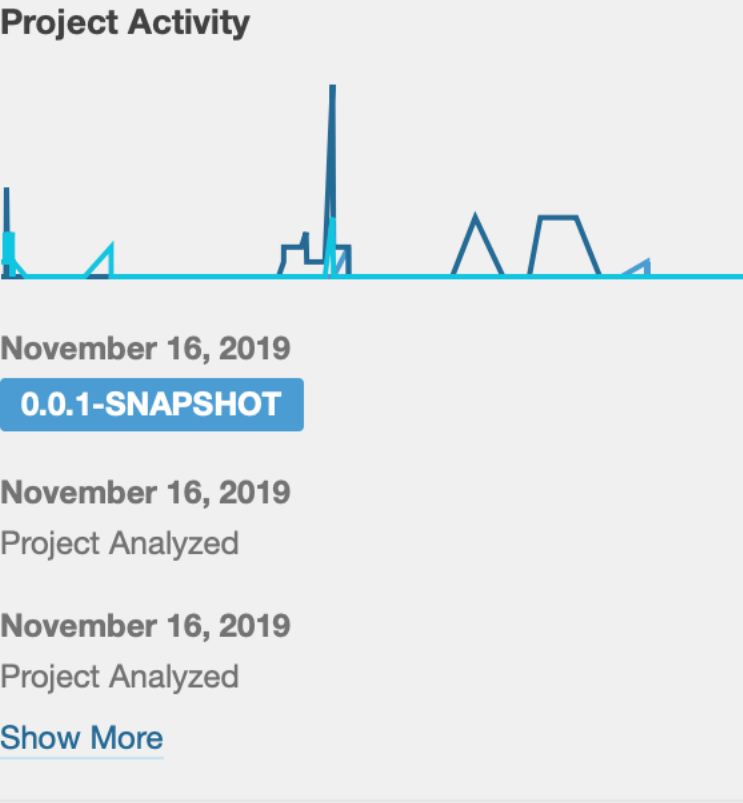 Project Activity
November 16, 2019
0.0.1-SNAPSHOT
November 16, 2019
Project Analyzed
November 16, 2019
Project Analyzed
Show More